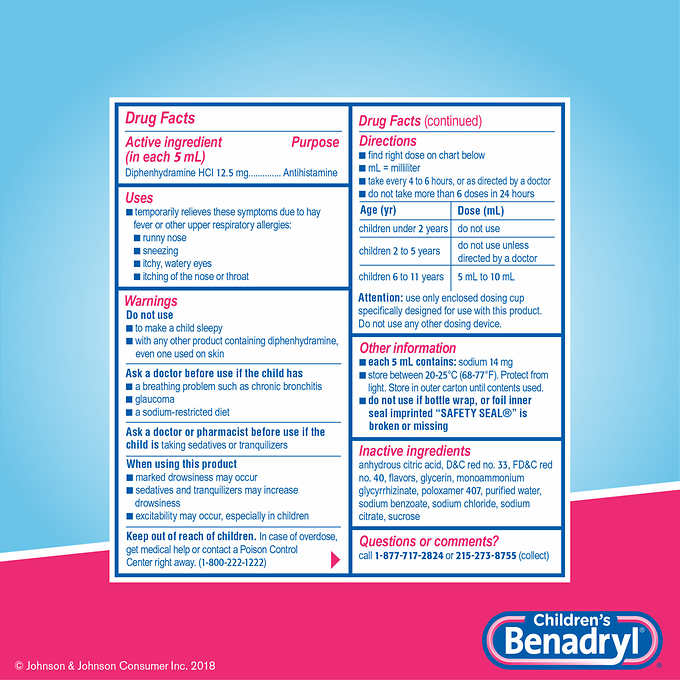 Drug Facts
Active ingredient Purpose
(in each 5 mL)
Diphenhydramine HCl 12.5 mg............. Antihistamine
Uses
■ temporarily relieves these symptoms due to hay
fever or other upper respiratory allergies:
■ runny nose
■ sneezing
■ itchy, watery eyes
■ itching of the nose or throat
Warnings
Do not use
■ to make a child sleepy
■ with any other product containing diphenhydramine,
even one used on skin
Ask a doctor before use if the child has
■ a breathing problem such as chronic bronchitis
■ glaucoma
■ a sodium-restricted diet
Ask a doctor or pharmacist before use if the
child is taking sedatives or tranquilizers
When using this product
■ marked drowsiness may occur
■ sedatives and tranquilizers may increase
drowsiness
■ excitability may occur, especially in children
Keep out of reach of children. In case of overdose,
get medical help or contact a Poison Control
Center right away. (1-800-222-1222)
Drug Facts (continued)
Directions
■ find right dose on chart below
■ mL = milliliter
■ take every 4 to 6 hours, or as directed by a doctor
■ do not take more than 6 doses in 24 hours
Age (yr) Dose (mL)
children under 2 years do not use
children 2 to 5 years do not use unless
directed by a doctor
children 6 to 11 years 5 mL to 10 mL
Attention: use only enclosed dosing cup
specifically designed for use with this product.
Do not use any other dosing device.
Other information
■ each 5 mL contains: sodium 14 mg
■ store between 20-25°C (68-77°F). Protect from
light. Store in outer carton until contents used.
■ do not use if bottle wrap, or foil inner
seal imprinted “SAFETY SEAL®” is
broken or missing
Inactive ingredients
anhydrous citric acid, D&C red no. 33, FD&C red
no. 40, flavors, glycerin, monoammonium
glycyrrhizinate, poloxamer 407, purified water,
sodium benzoate, sodium chloride, sodium
citrate, sucrose
Questions or comments?
call 1-877-717-2824 or 215-273-8755 (collect)
Children's
Benadryl®
© Johnson & Johnson Consumer Inc. 2018